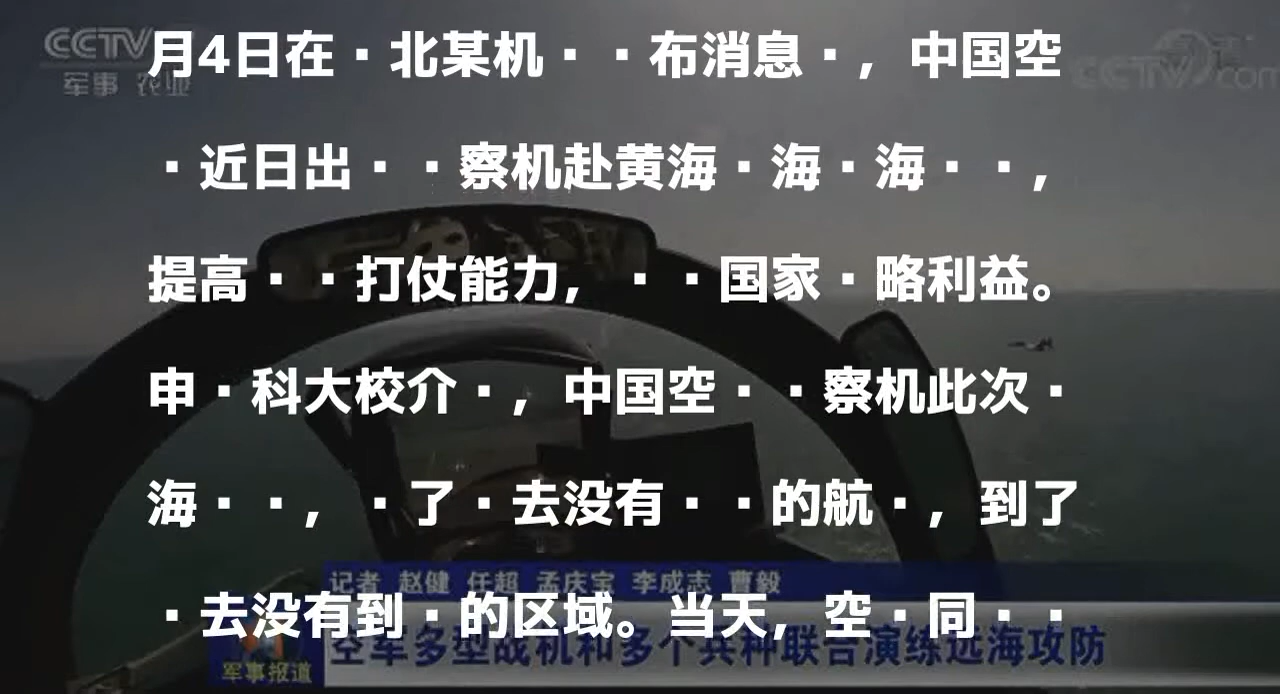 CCTV
军事 农业
CCTV.com
月4日在·北某机··布消息·，中国空
·近日出··察机赴黄海·海·海··，
提高··打仗能力，··国家·略利益。
申·科大校介·，中国空··察机此次·
海··，·了·去没有··的航·，到了
·去没有到·的区域。当天，空·同··
记者 赵健 任超 孟庆宝 李成志 曹毅
空军多型战机和多个兵种联合演练远海攻防
军事报道